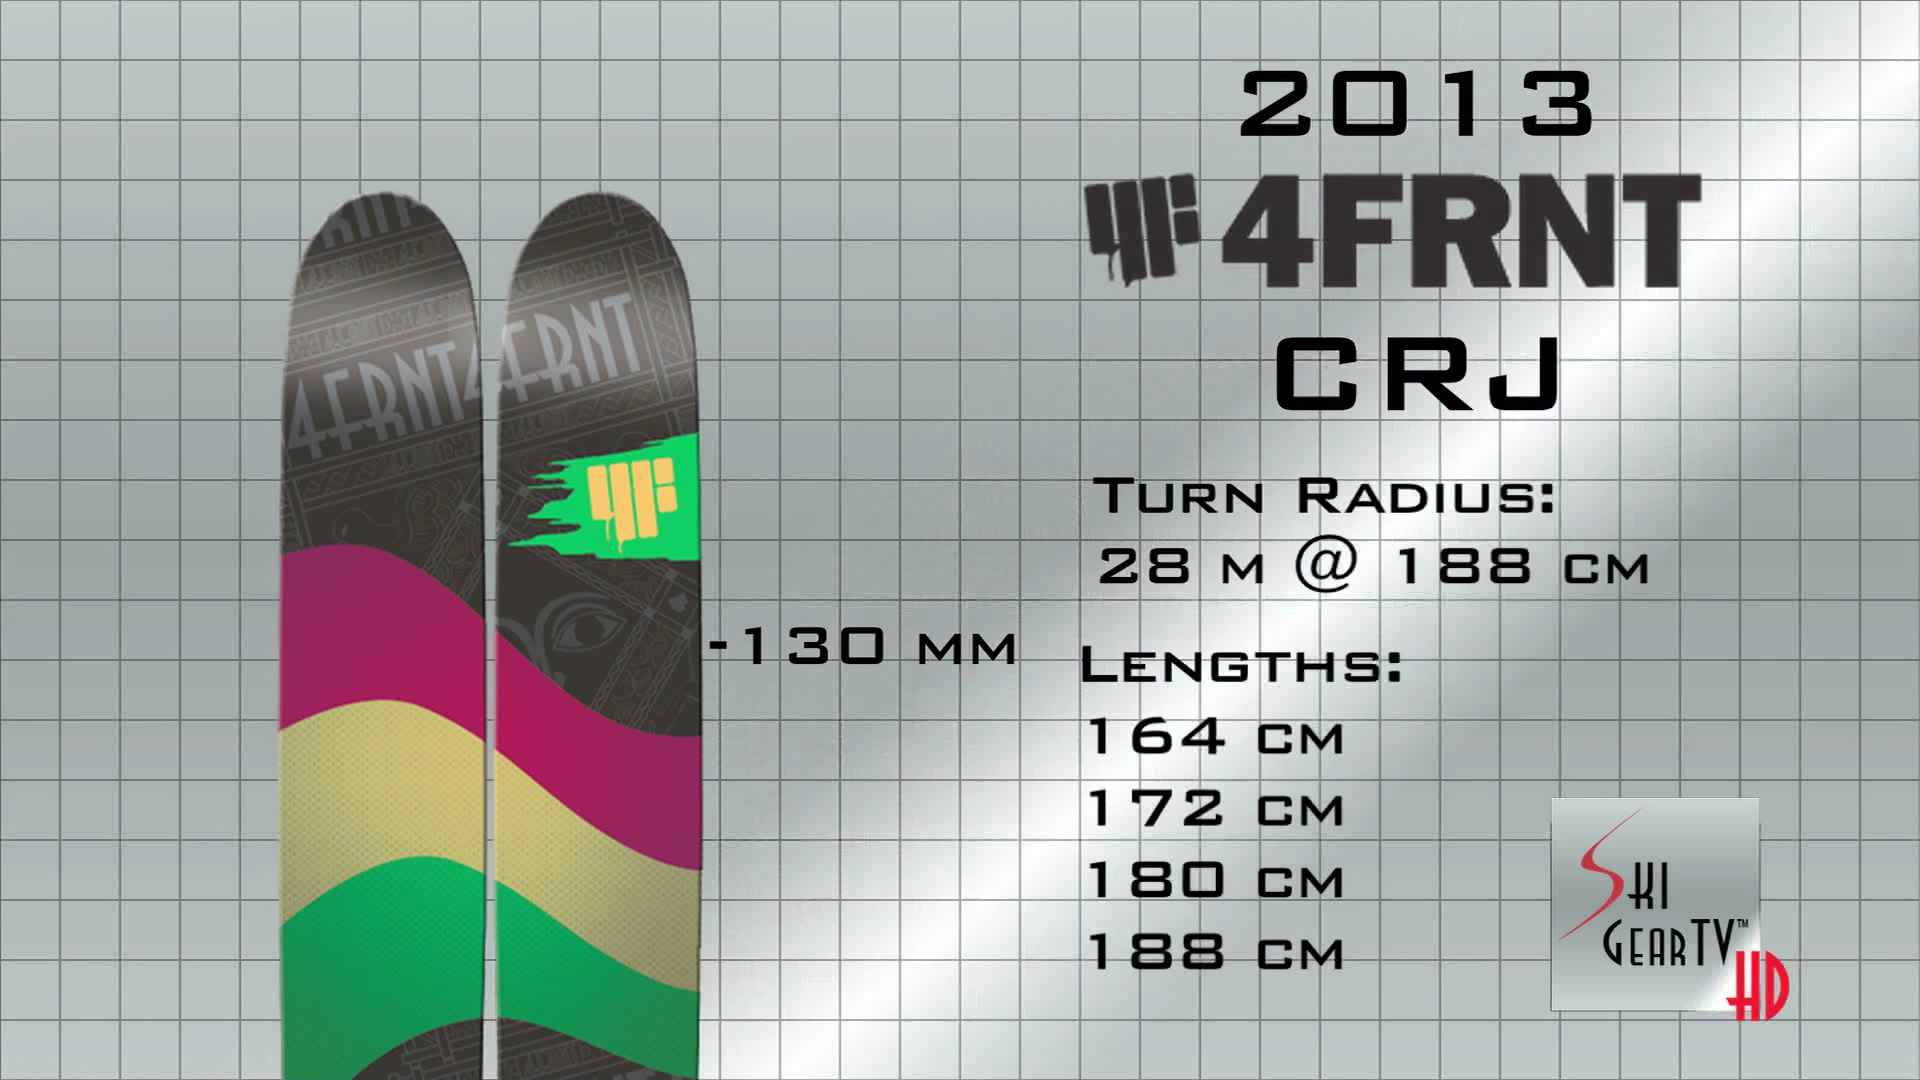 2013
4FRNT
CRJ
TURN RADIUS:
28 M @ 188 CM
-130 MM
LENGTHS:
164 CM
172 CM
180 CM
188 CM
4FRNT
4FRNT
SKI
GEARTV™
HD